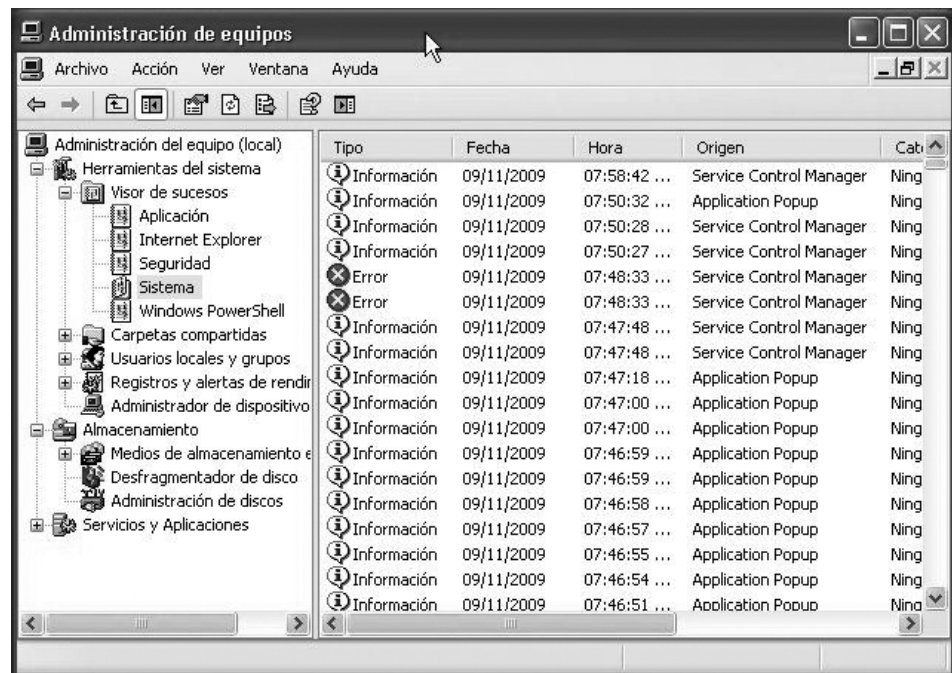 Administración de equipos
Archivo Acción Ver Ventana Ayuda
Administración del equipo (local)
Herramientas del sistema
Visor de sucesos
Aplicación
Internet Explorer
Seguridad
Sistema
Windows PowerShell
Carpetas compartidas
Usuarios locales y grupos
Registros y alertas de rendir
Administrador de dispositivo
Almacenamiento
Medios de almacenamiento e
Desfragmentador de disco
Administración de discos
Servicios y Aplicaciones
Tipo Fecha Hora Origen Cate
Información 09/11/2009 07:58:42 ... Service Control Manager Ning
Información 09/11/2009 07:50:32 ... Application Popup Ning
Información 09/11/2009 07:50:28 ... Service Control Manager Ning
Información 09/11/2009 07:50:27 ... Service Control Manager Ning
Error 09/11/2009 07:48:33 ... Service Control Manager Ning
Error 09/11/2009 07:48:33 ... Service Control Manager Ning
Información 09/11/2009 07:47:48 ... Service Control Manager Ning
Información 09/11/2009 07:47:48 ... Service Control Manager Ning
Información 09/11/2009 07:47:18 ... Application Popup Ning
Información 09/11/2009 07:47:00 ... Application Popup Ning
Información 09/11/2009 07:47:00 ... Application Popup Ning
Información 09/11/2009 07:46:59 ... Application Popup Ning
Información 09/11/2009 07:46:59 ... Application Popup Ning
Información 09/11/2009 07:46:58 ... Application Popup Ning
Información 09/11/2009 07:46:57 ... Application Popup Ning
Información 09/11/2009 07:46:55 ... Application Popup Ning
Información 09/11/2009 07:46:54 ... Application Popup Ning
Información 09/11/2009 07:46:51 ... Application Popup Ning